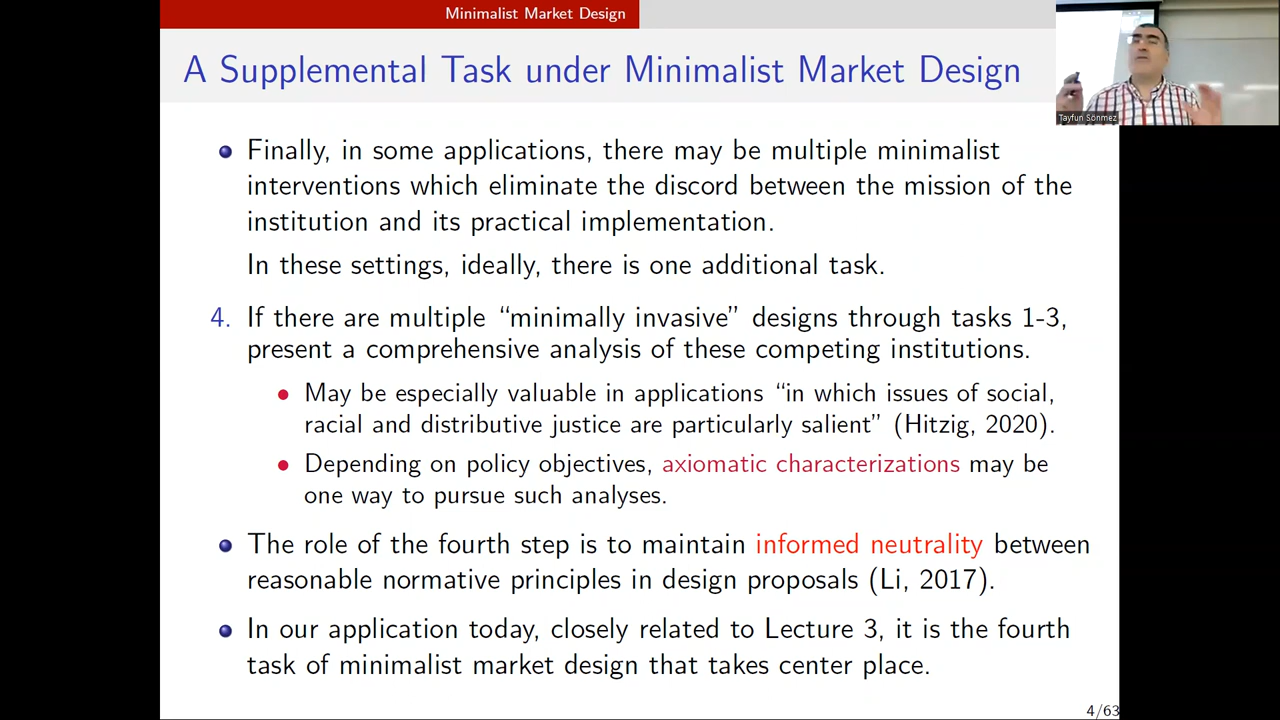 Minimalist Market Design
A Supplemental Task under Minimalist Market Design
Tayfun Sönmez
Finally, in some applications, there may be multiple minimalist
interventions which eliminate the discord between the mission of the
institution and its practical implementation.
In these settings, ideally, there is one additional task.
4. If there are multiple “minimally invasive” designs through tasks 1-3,
present a comprehensive analysis of these competing institutions.
May be especially valuable in applications “in which issues of social,
racial and distributive justice are particularly salient” (Hitzig, 2020).
Depending on policy objectives, axiomatic characterizations may be
one way to pursue such analyses.
The role of the fourth step is to maintain informed neutrality between
reasonable normative principles in design proposals (Li, 2017).
In our application today, closely related to Lecture 3, it is the fourth
task of minimalist market design that takes center place.
4/63